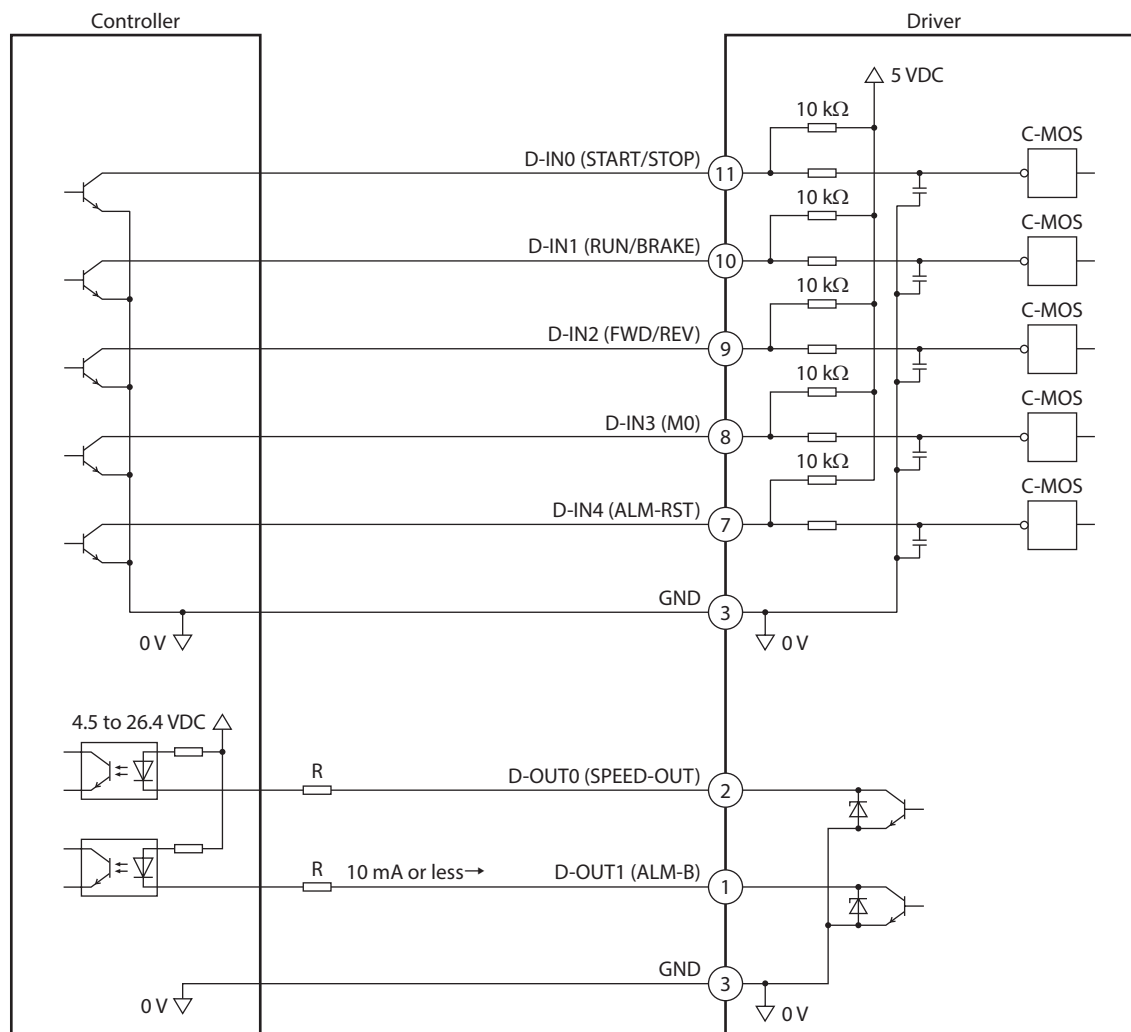 Controller
Driver
5 VDC
10 kΩ
C-MOS
D-IN0 (START/STOP)
11
10 kΩ
C-MOS
D-IN1 (RUN/BRAKE)
10
10 kΩ
C-MOS
D-IN2 (FWD/REV)
9
10 kΩ
C-MOS
D-IN3 (M0)
8
10 kΩ
C-MOS
D-IN4 (ALM-RST)
7
GND
3
0 V
0 V
4.5 to 26.4 VDC
R
D-OUT0 (SPEED-OUT)
2
R
10 mA or less→
D-OUT1 (ALM-B)
1
GND
3
0 V
0 V